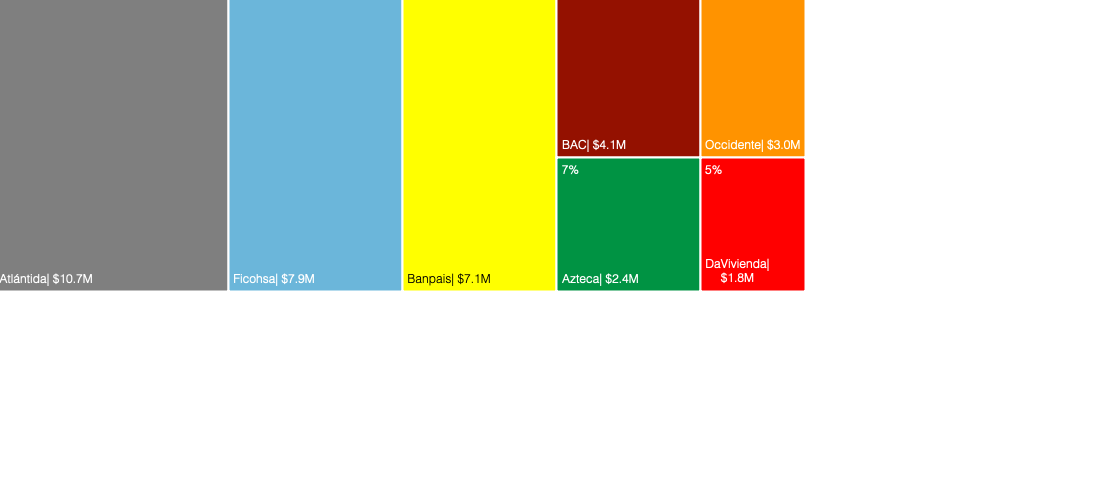 Atlántida| $10.7M
Ficohsa| $7.9M
Banpais| $7.1M
BAC| $4.1M
Occidente| $3.0M
7%
Azteca| $2.4M
5%
DaVivienda|
$1.8M